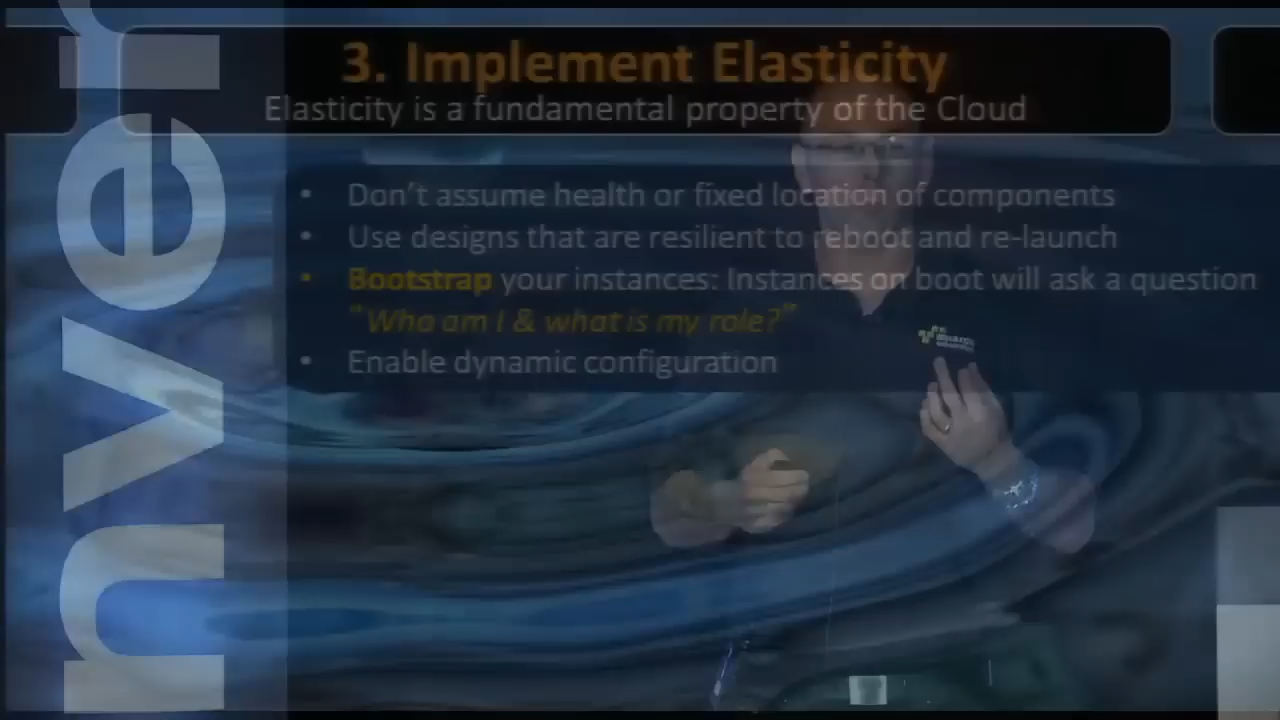 3. Implement Elasticity
Elasticity is a fundamental property of the Cloud
• Don't assume health or fixed location of components
• Use designs that are resilient to reboot and re-launch
• Bootstrap your instances: Instances on boot will ask a question
"Who am I & what is my role?"
• Enable dynamic configuration
nver